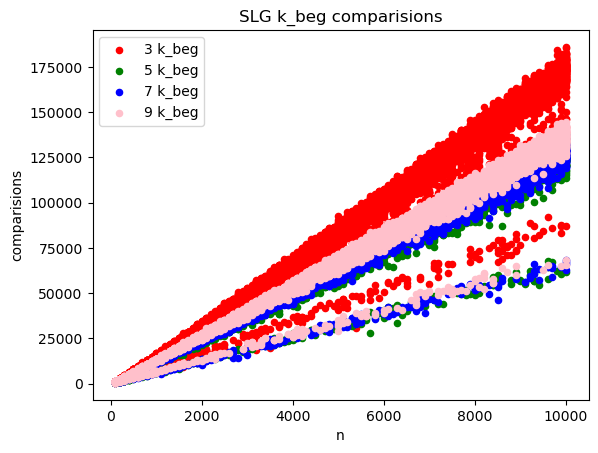 SLG k_beg comparisions
3 k_beg
5 k_beg
7 k_beg
9 k_beg
comparisions
175000
150000
125000
100000
75000
50000
25000
0
0 2000 4000 6000 8000 10000
n